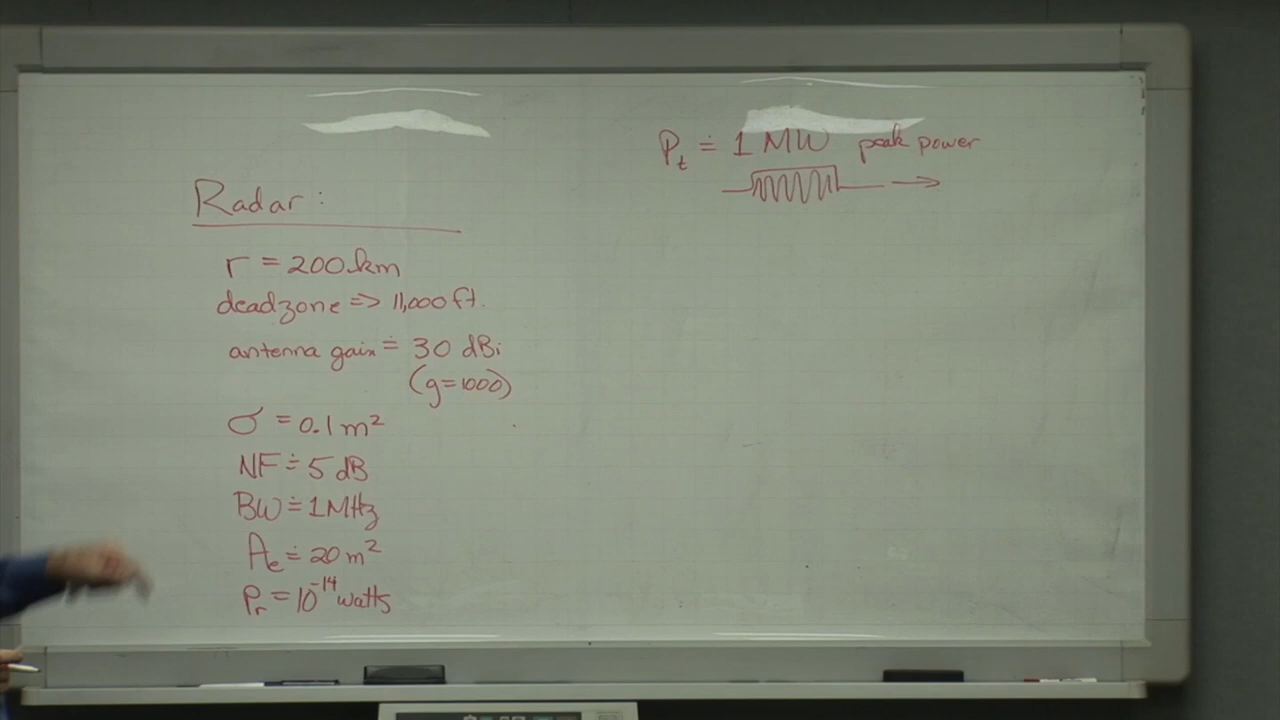 Radar:
r = 200 km
deadzone => 11,000 ft.
antenna gain ≐ 30 dBi
(g=1000)
σ = 0.1 m²
NF ≐ 5 dB
BW ≐ 1 MHz
Ae ≐ 20 m²
Pr = 10⁻¹⁴ watts
Pt ≐ 1 MW peak power